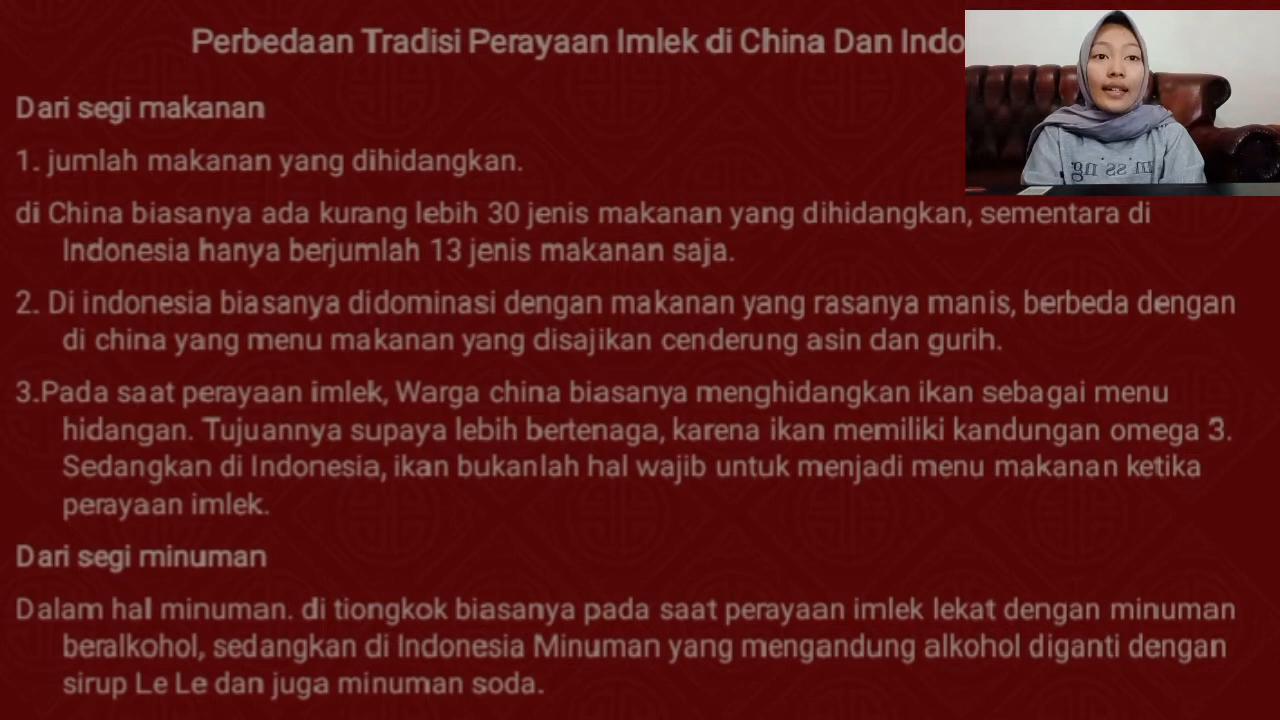 Perbedaan Tradisi Perayaan Imlek di China Dan Indo
Dari segi makanan
1. jumlah makanan yang dihidangkan.
di China biasanya ada kurang lebih 30 jenis makanan yang dihidangkan, sementara di
Indonesia hanya berjumlah 13 jenis makanan saja.
2. Di indonesia biasanya didominasi dengan makanan yang rasanya manis, berbeda dengan
di china yang menu makanan yang disajikan cenderung asin dan gurih.
3.Pada saat perayaan imlek, Warga china biasanya menghidangkan ikan sebagai menu
hidangan. Tujuannya supaya lebih bertenaga, karena ikan memiliki kandungan omega 3.
Sedangkan di Indonesia, ikan bukanlah hal wajib untuk menjadi menu makanan ketika
perayaan imlek.
Dari segi minuman
Dalam hal minuman. di tiongkok biasanya pada saat perayaan imlek lekat dengan minuman
beralkohol, sedangkan di Indonesia Minuman yang mengandung alkohol diganti dengan
sirup Le Le dan juga minuman soda.